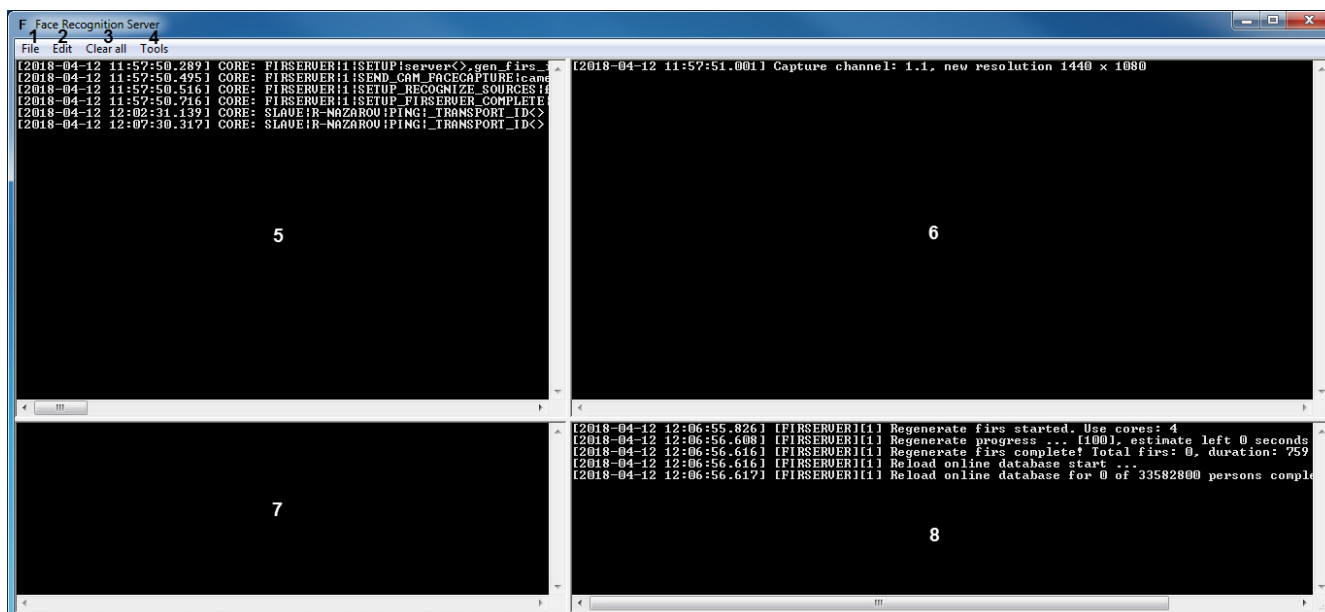 F Face Recognition Server
1 2 3 4
File Edit Clear all Tools
[2018-04-12 11:57:50.289] CORE: FIRSERVER|1|SETUP|server<>,gen_firs_
[2018-04-12 11:57:50.495] CORE: FIRSERVER|1|SEND_CAM_FACECAPTURE|came
[2018-04-12 11:57:50.516] CORE: FIRSERVER|1|SETUP_RECOGNIZE_SOURCES|
[2018-04-12 11:57:50.716] CORE: FIRSERVER|1|SETUP_FIRSERVER_COMPLETE|
[2018-04-12 12:02:31.139] CORE: SLAVE|R-NAZAROV|PING|_TRANSPORT_ID<>
[2018-04-12 12:07:30.317] CORE: SLAVE|R-NAZAROV|PING|_TRANSPORT_ID<>
5
[2018-04-12 11:57:51.001] Capture channel: 1.1, new resolution 1440 x 1080
6
7
[2018-04-12 12:06:55.826] [FIRSERVER][1] Regenerate firs started. Use cores: 4
[2018-04-12 12:06:56.608] [FIRSERVER][1] Regenerate progress ... [100], estimate left 0 seconds
[2018-04-12 12:06:56.616] [FIRSERVER][1] Regenerate firs complete! Total firs: 0, duration: 759
[2018-04-12 12:06:56.616] [FIRSERVER][1] Reload online database start ...
[2018-04-12 12:06:56.617] [FIRSERVER][1] Reload online database for 0 of 33582800 persons comple
8